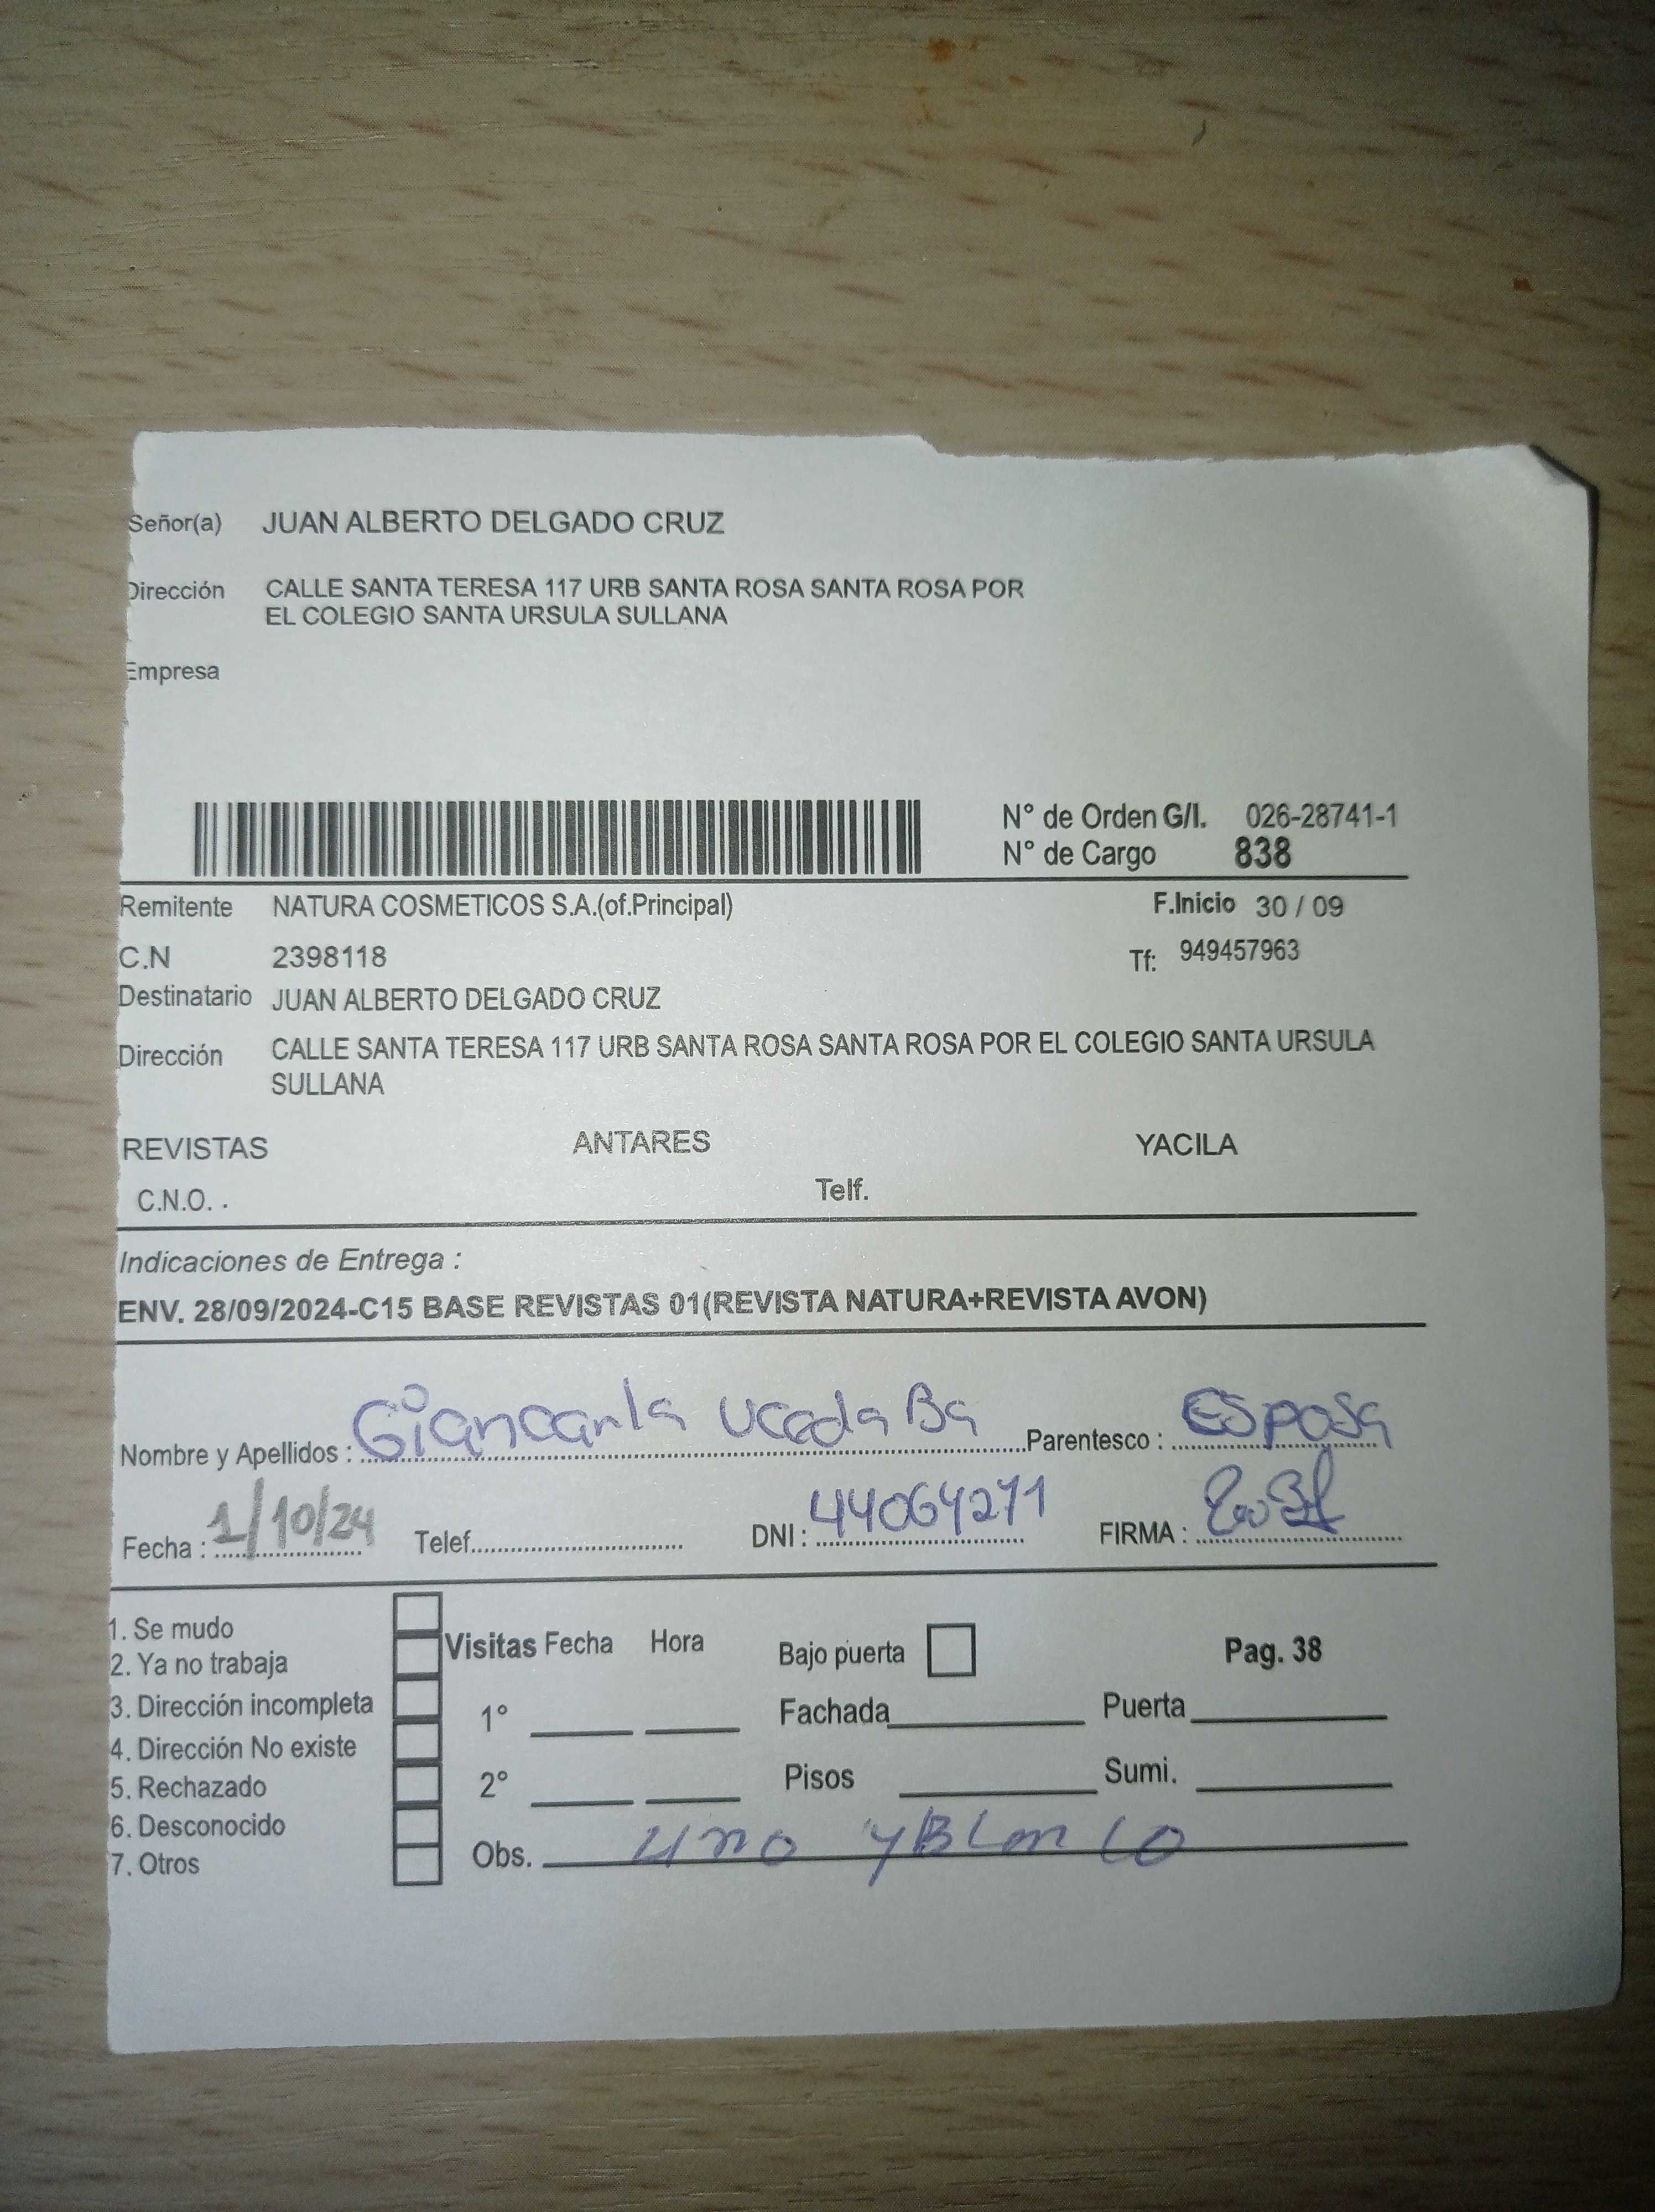 Señor(a) JUAN ALBERTO DELGADO CRUZ
Dirección CALLE SANTA TERESA 117 URB SANTA ROSA SANTA ROSA POR
EL COLEGIO SANTA URSULA SULLANA
Empresa
N° de Orden G/I. 026-28741-1
N° de Cargo 838
Remitente NATURA COSMETICOS S.A.(of.Principal) F.Inicio 30 / 09
C.N 2398118 Tf: 949457963
Destinatario JUAN ALBERTO DELGADO CRUZ
Dirección CALLE SANTA TERESA 117 URB SANTA ROSA SANTA ROSA POR EL COLEGIO SANTA URSULA
SULLANA
REVISTAS ANTARES YACILA
C.N.O. . Telf.
Indicaciones de Entrega :
ENV. 28/09/2024-C15 BASE REVISTAS 01(REVISTA NATURA+REVISTA AVON)
Nombre y Apellidos : Giancarla Uceda Ba Parentesco : Esposa
Fecha : 1/10/24 Telef. DNI : 44064271 FIRMA :
1. Se mudo
2. Ya no trabaja
3. Dirección incompleta
4. Dirección No existe
5. Rechazado
6. Desconocido
7. Otros
Visitas Fecha Hora Bajo puerta Pag. 38
1° Fachada Puerta
2° Pisos Sumi.
Obs. uno y Blanco